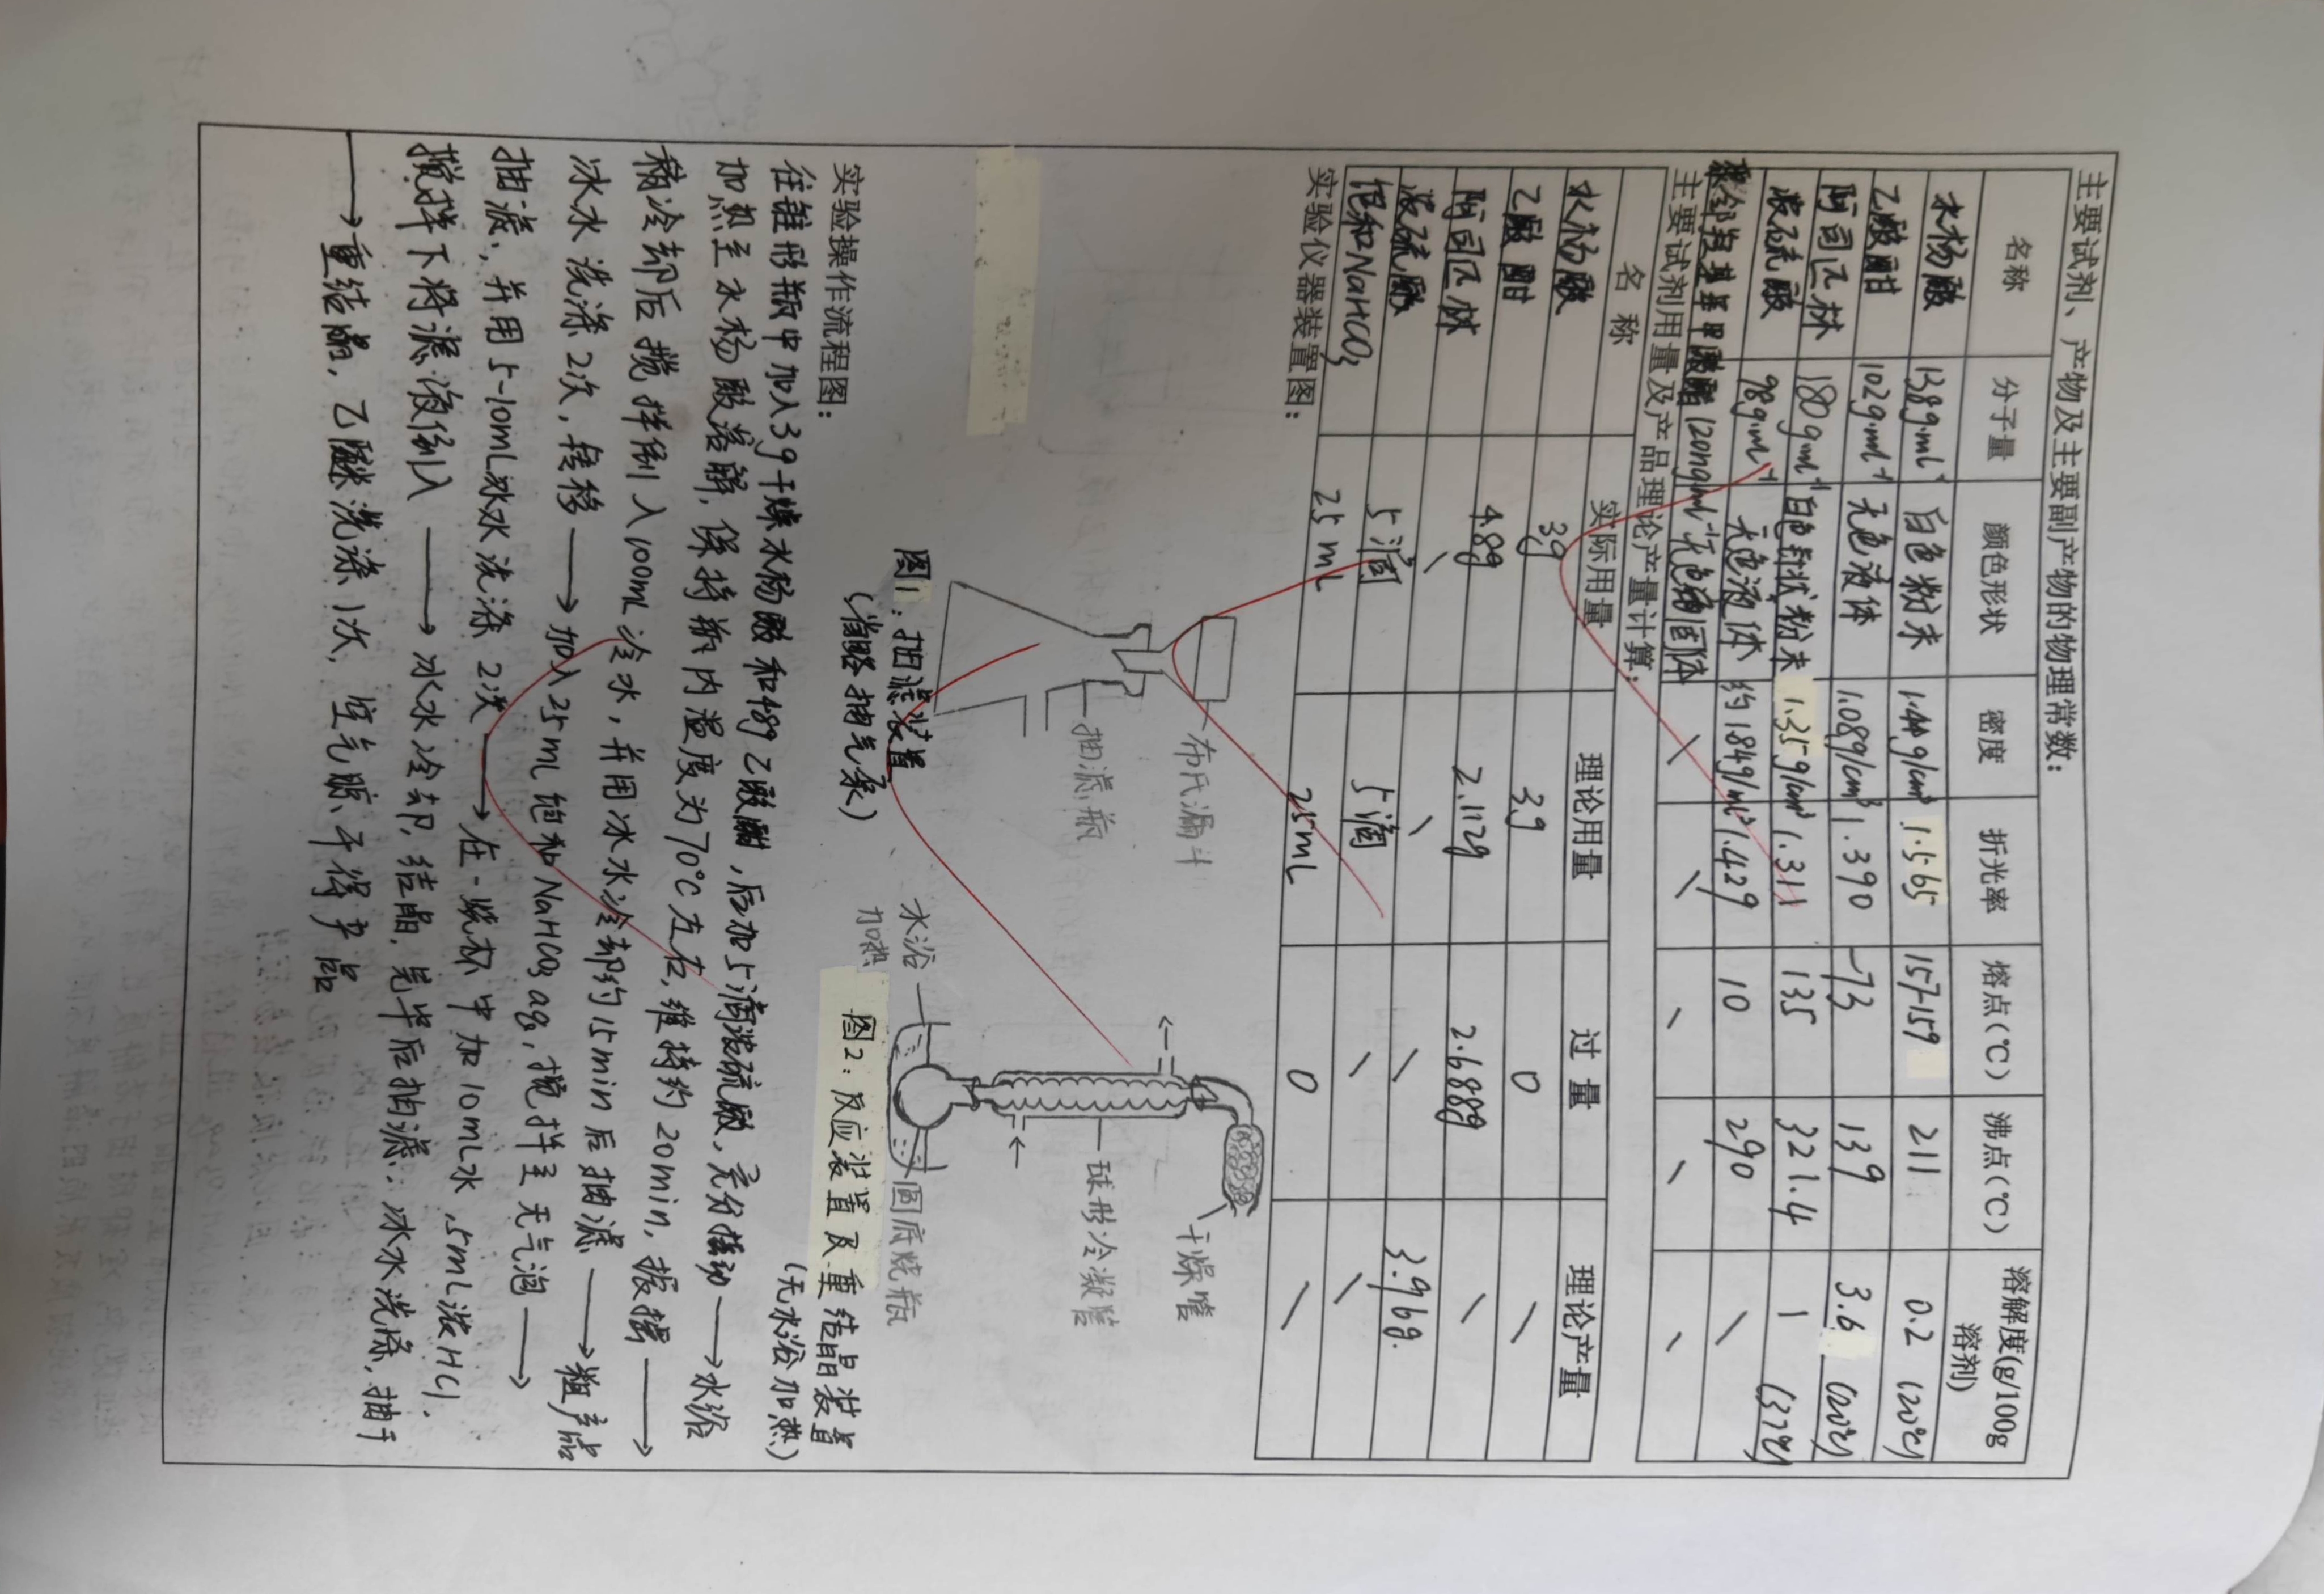 主要试剂、产物及主要副产物的物理常数：
名称 分子量 颜色形状 密度 折光率 熔点(℃) 沸点(℃) 溶解度(g/100g溶剂)
水杨酸 138g·mol⁻¹ 白色粉末 1.44g/cm³ 1.565 157-159 211 0.2 (20℃)
乙酸酐 102g·mol⁻¹ 无色液体 1.089g/cm³ 1.390 -73 139 3.6 (20℃)
阿司匹林 180g·mol⁻¹ 白色针状粉末 1.35g/cm³ 1.311 135 321.4 1 (37℃)
浓石硫酸 98g·mol⁻¹ 无色液体 约1.84g/ml 1.429 10 290 \
聚邻羟基苯甲酸酯 120ng/mol⁻¹ 无色 固体 \ \ \ \ \
主要试剂用量及产品理论产量计算：
名 称 实际用量 理论用量 过 量 理论产量
水杨酸 3g 3g 0 \
乙酸酐 4.8g 2.112g 2.688g \
阿司匹林 \ \ \ 3.96g.
浓硫酸 5滴 5滴 \ \
饱和NaHCO₃ 25mL 25mL 0 \
实验仪器装置图：
布氏漏斗
抽滤瓶
图1：抽滤装置
(省略抽气泵)
干燥管
球形冷凝管
水浴
加热
圆底烧瓶
图2：反应装置及重结晶装置
(无水浴加热)
实验操作流程图：
往锥形瓶中加入3g干燥水杨酸和4.8g乙酸酐，后加5滴浓硫酸，充分摇动 → 水浴
加热至水杨酸溶解，保持瓶内温度为70℃左右，维持约20min，振摇 →
稍冷却后搅拌倒入100mL冷水，并用冰水冷却约15min后抽滤 → 粗产品
冰水洗涤2次，转移 → 加入25mL饱和NaHCO₃ aq，搅拌至无气泡 →
抽滤，并用5-10mL冰水洗涤2次 → 在一烧杯中加10mL水，5mL浓HCl.
搅拌下将滤液倒入 → 冰水冷却，结晶，完毕后抽滤：冰水洗涤，抽干
→ 重结晶，乙醚洗涤1次，空气晾干得产品